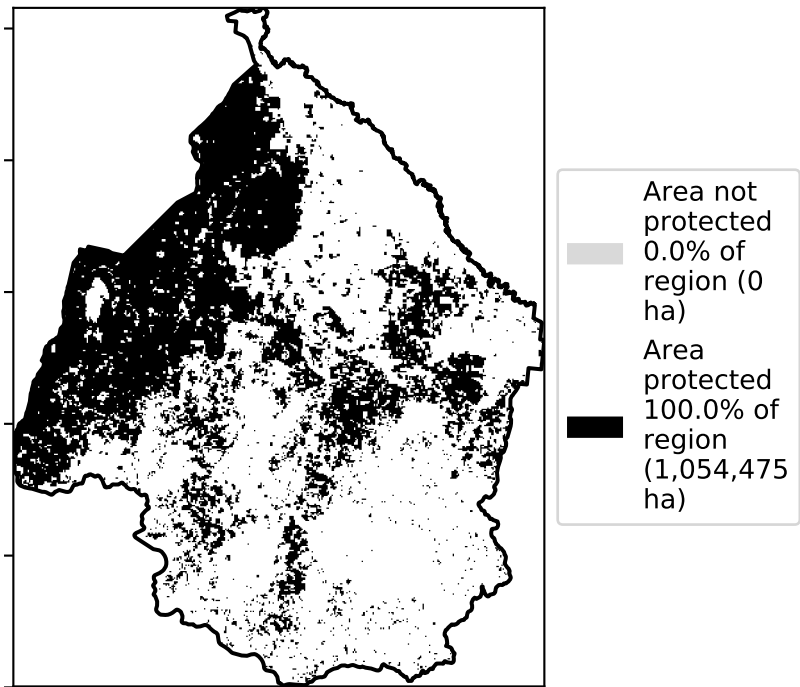 Area not
protected
0.0% of
region (0
ha)
Area
protected
100.0% of
region
(1,054,475
ha)